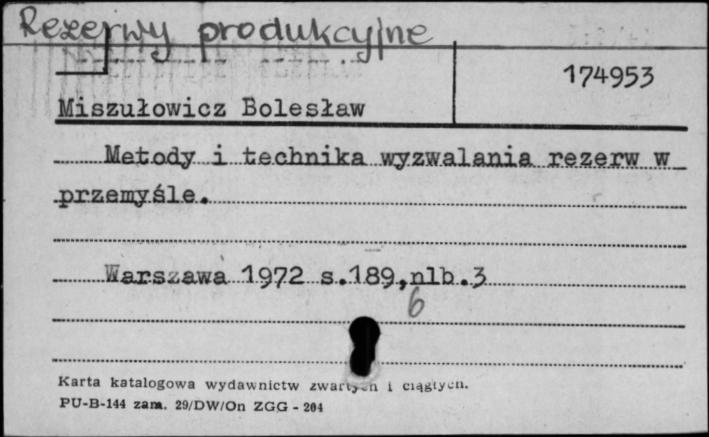 Rezerwy produkcyjne
174953
Miszułowicz Bolesław
Metody i technika wyzwalania rezerw w
przemyśle.
Warszawa 1972 s.189,nlb.3
6
Karta katalogowa wydawnictw zwartych i ciągłych.
PU-B-144 zam. 29/DW/On ZGG - 204